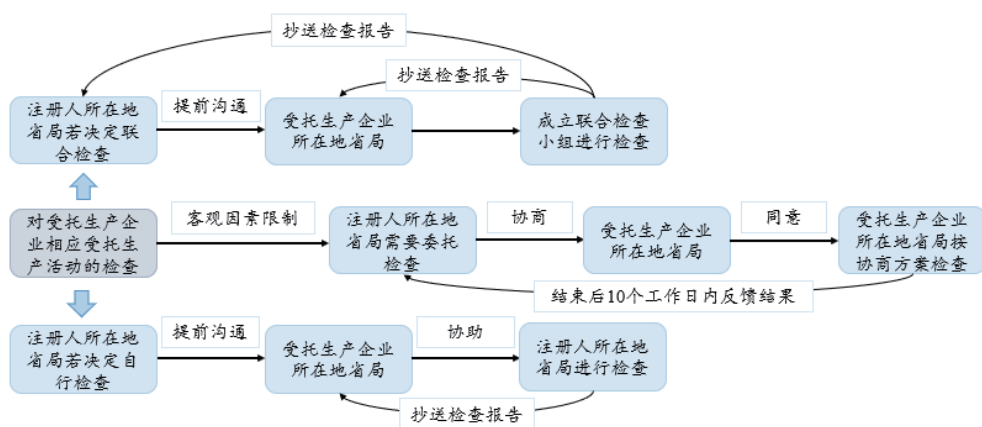 抄送检查报告
抄送检查报告
注册人所在地
省局若决定联
合检查
提前沟通
受托生产企业
所在地省局
成立联合检查
小组进行检查
对受托生产企
业相应受托生
产活动的检查
客观因素限制
注册人所在地
省局需要委托
检查
协商
受托生产企业
所在地省局
同意
受托生产企业
所在地省局按
协商方案检查
结束后10个工作日内反馈结果
注册人所在地
省局若决定自
行检查
提前沟通
受托生产企业
所在地省局
协助
注册人所在地
省局进行检查
抄送检查报告